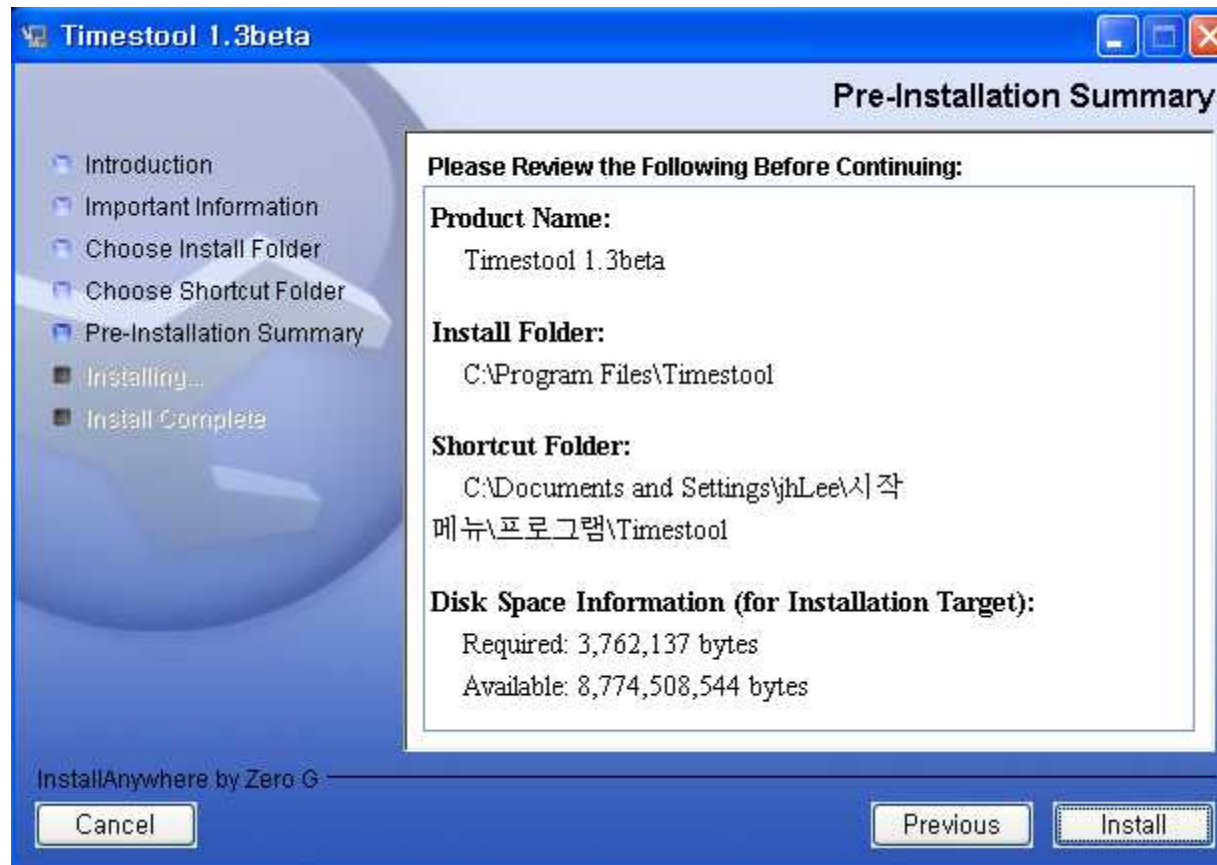 Timestool 1.3beta
Pre-Installation Summary
Introduction
Important Information
Choose Install Folder
Choose Shortcut Folder
Pre-Installation Summary
Installing...
Install Complete
Please Review the Following Before Continuing:
Product Name:
Timestool 1.3beta
Install Folder:
C:\Program Files\Timestool
Shortcut Folder:
C:\Documents and Settings\jhLee\시작
메뉴\프로그램\Timestool
Disk Space Information (for Installation Target):
Required: 3,762,137 bytes
Available: 8,774,508,544 bytes
InstallAnywhere by Zero G
Cancel
Previous
Install